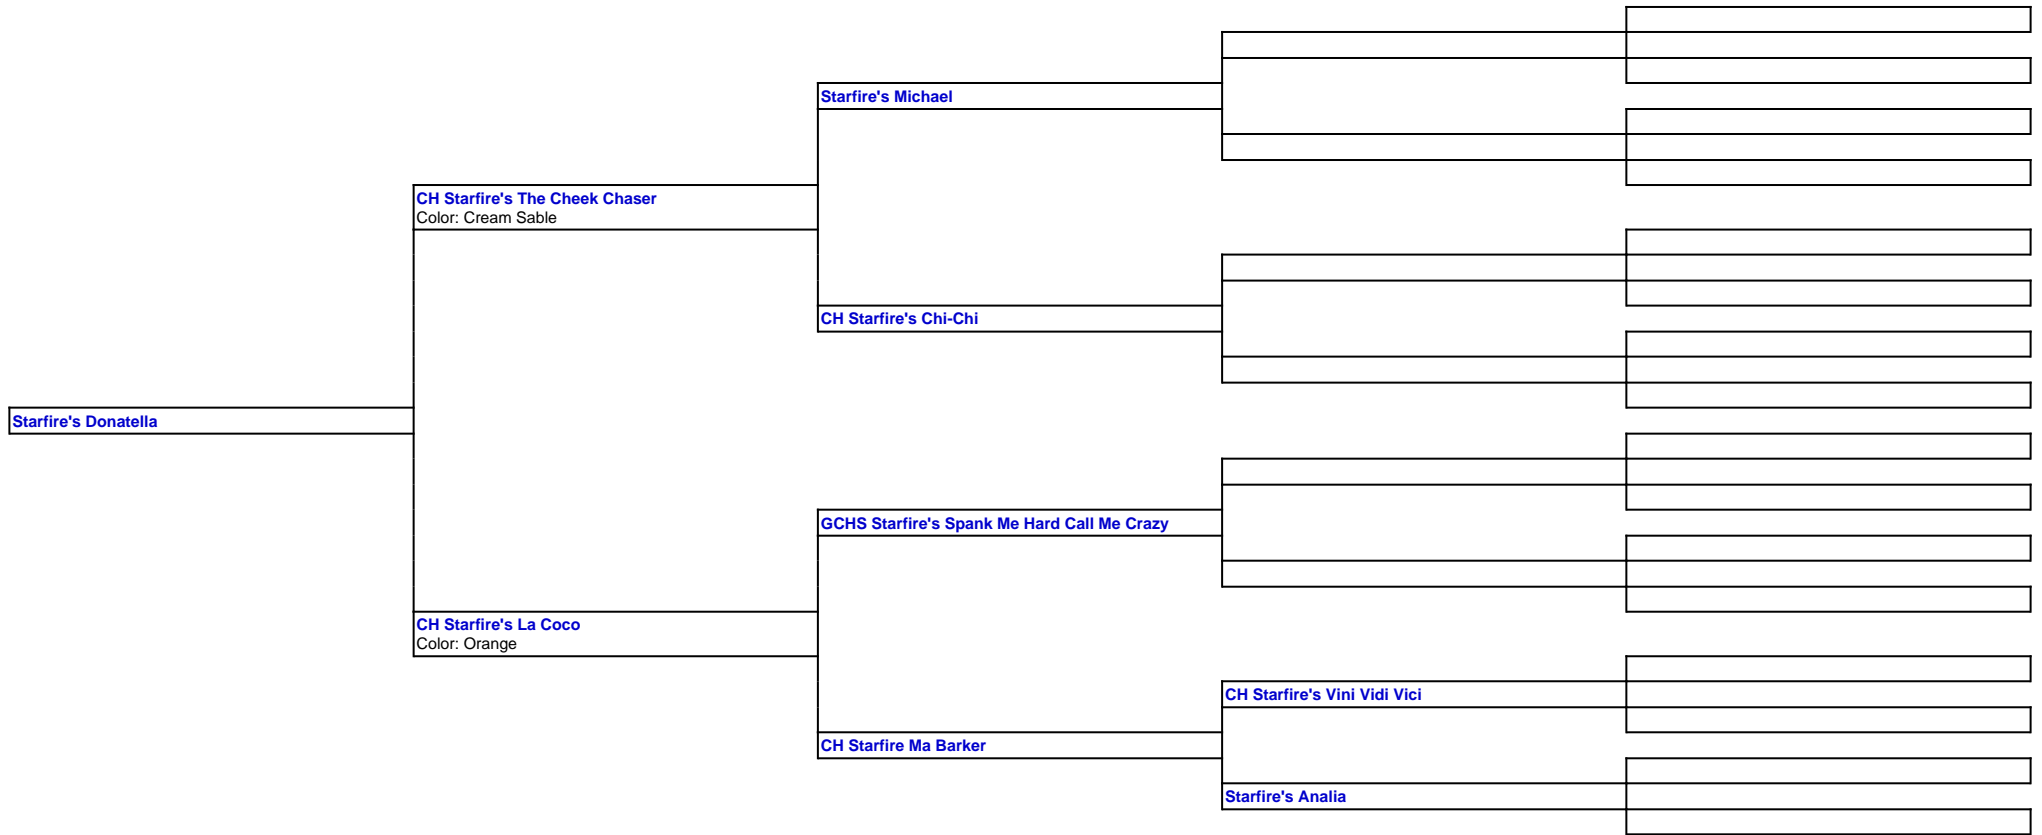 Starfire's Michael
CH Starfire's The Cheek Chaser
Color: Cream Sable
CH Starfire's Chi-Chi
Starfire's Donatella
GCHS Starfire's Spank Me Hard Call Me Crazy
CH Starfire's La Coco
Color: Orange
CH Starfire's Vini Vidi Vici
CH Starfire Ma Barker
Starfire's Analia